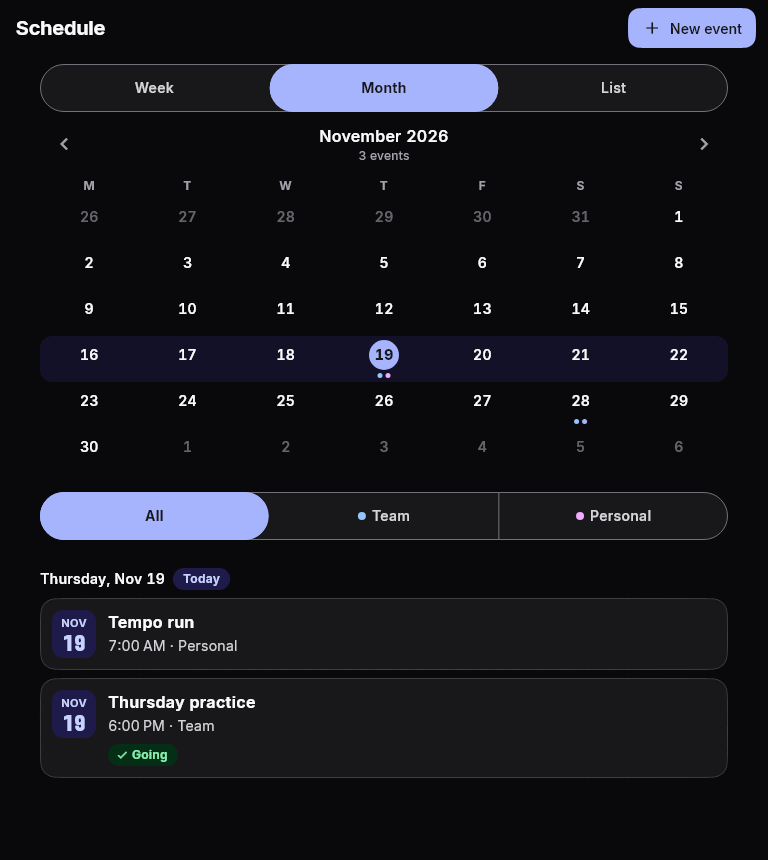 Schedule
New event
Week Month List
November 2026
3 events
M T W T F S S
26 27 28 29 30 31 1
2 3 4 5 6 7 8
9 10 11 12 13 14 15
16 17 18 19 20 21 22
23 24 25 26 27 28 29
30 1 2 3 4 5 6
All Team Personal
Thursday, Nov 19 Today
NOV
19
Tempo run
7:00 AM · Personal
NOV
19
Thursday practice
6:00 PM · Team
Going